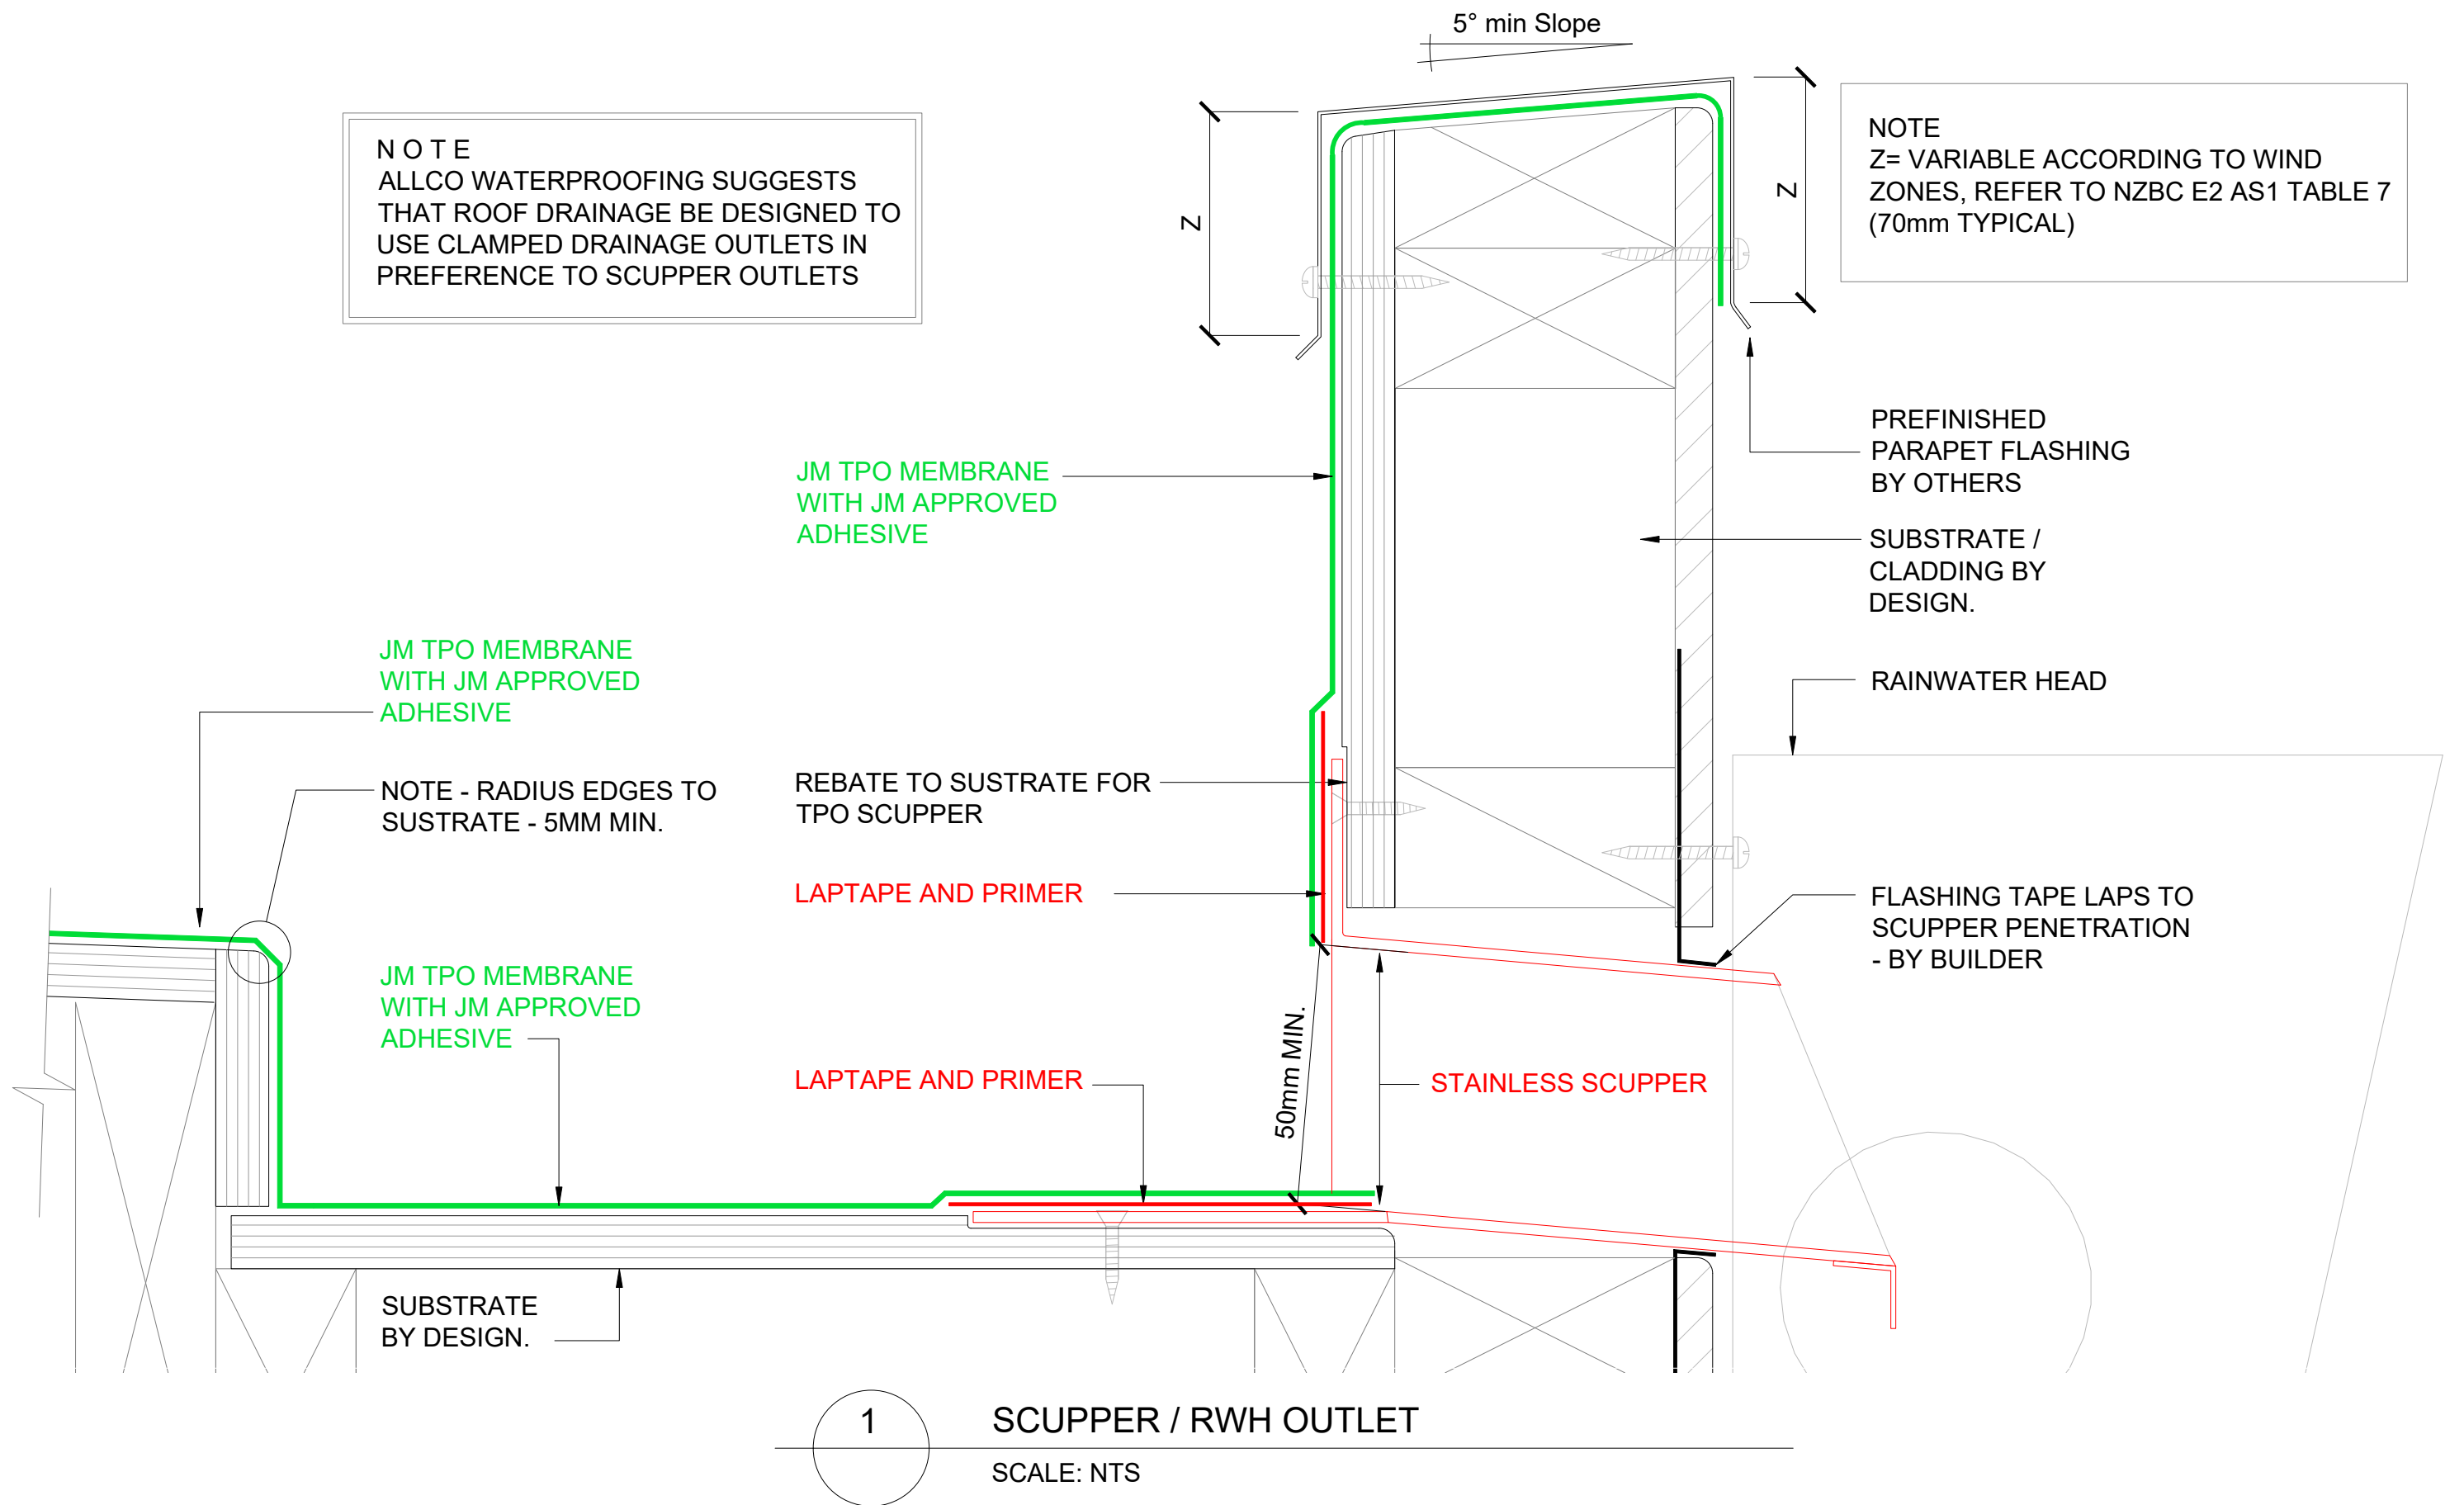 5° min Slope
N O T E
ALLCO WATERPROOFING SUGGESTS
THAT ROOF DRAINAGE BE DESIGNED TO
USE CLAMPED DRAINAGE OUTLETS IN
PREFERENCE TO SCUPPER OUTLETS
Z
Z
NOTE
Z= VARIABLE ACCORDING TO WIND
ZONES, REFER TO NZBC E2 AS1 TABLE 7
(70mm TYPICAL)
JM TPO MEMBRANE
WITH JM APPROVED
ADHESIVE
PREFINISHED
PARAPET FLASHING
BY OTHERS
SUBSTRATE /
CLADDING BY
DESIGN.
JM TPO MEMBRANE
WITH JM APPROVED
ADHESIVE
RAINWATER HEAD
NOTE - RADIUS EDGES TO
SUSTRATE - 5MM MIN.
REBATE TO SUSTRATE FOR
TPO SCUPPER
LAPTAPE AND PRIMER
FLASHING TAPE LAPS TO
SCUPPER PENETRATION
- BY BUILDER
JM TPO MEMBRANE
WITH JM APPROVED
ADHESIVE
LAPTAPE AND PRIMER
50mm MIN.
STAINLESS SCUPPER
SUBSTRATE
BY DESIGN.
1
SCUPPER / RWH OUTLET
SCALE: NTS